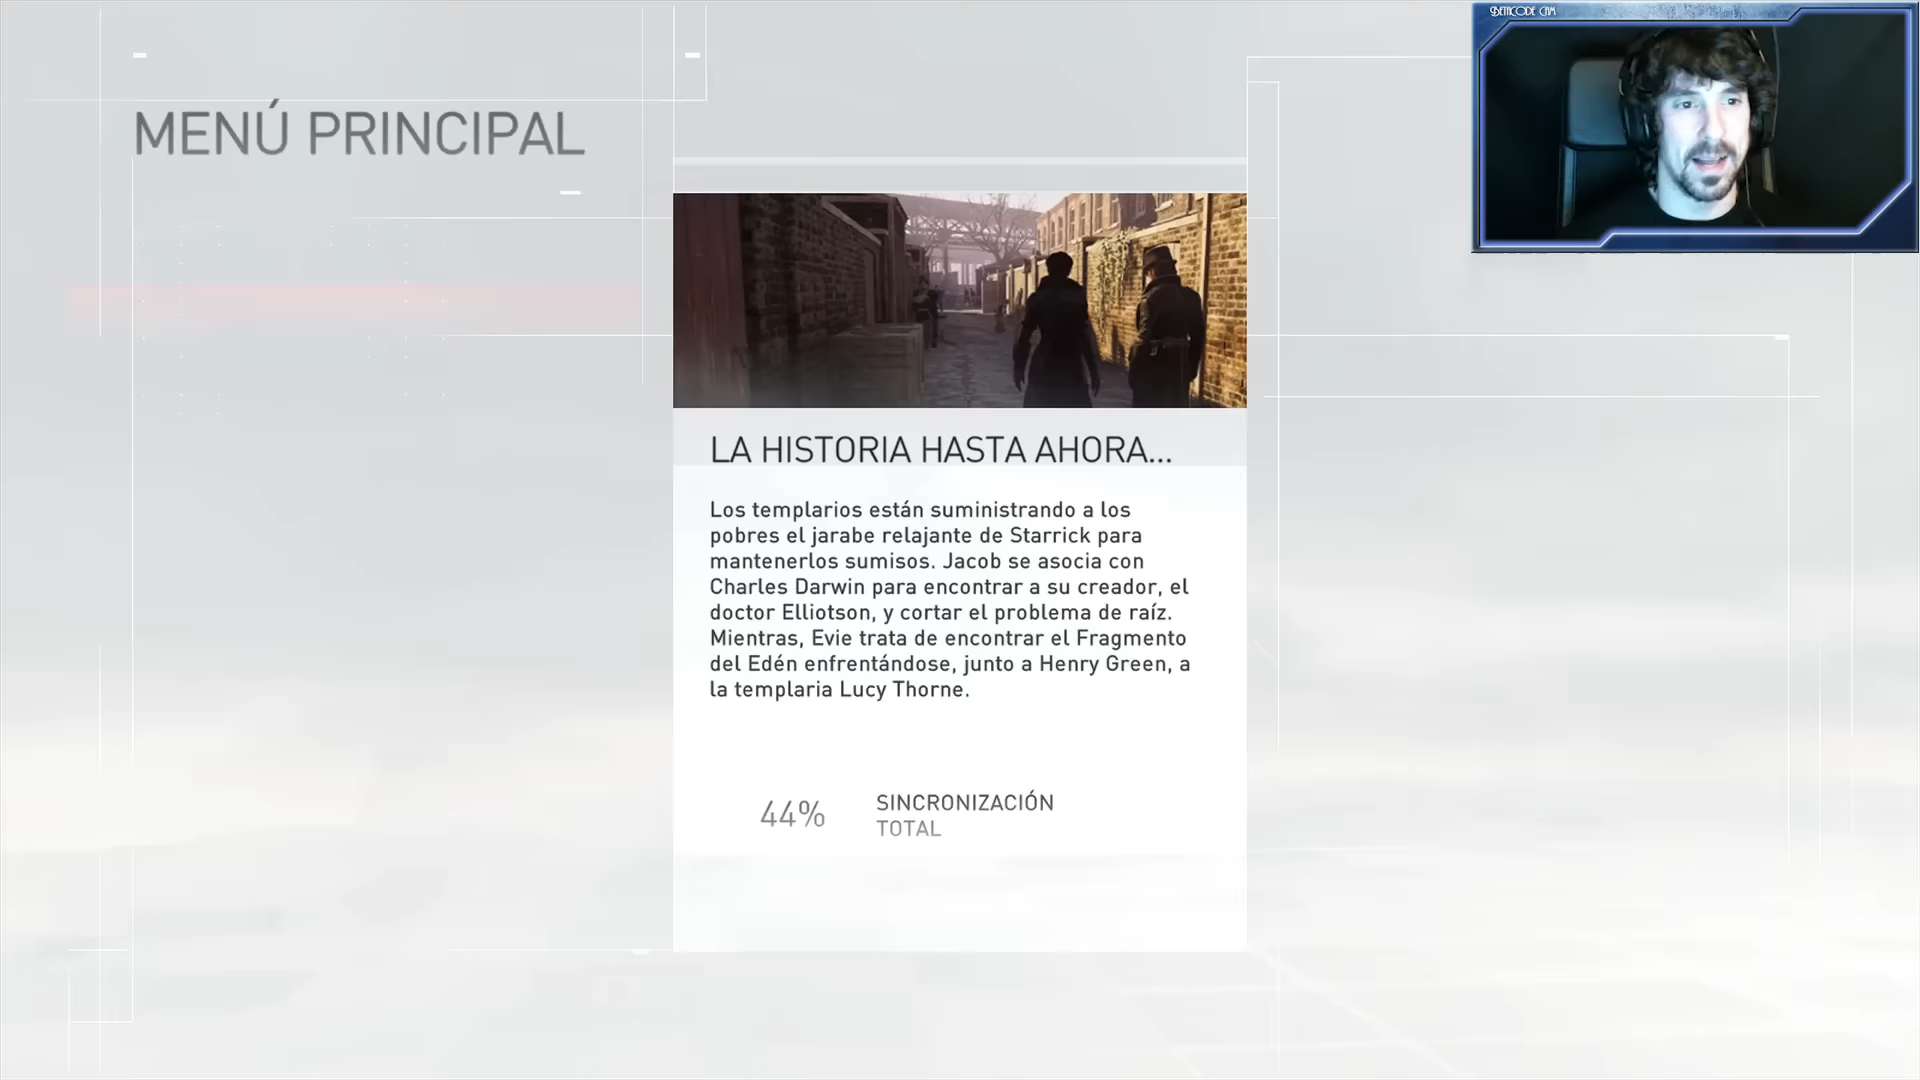 BETACODE CAM
MENÚ PRINCIPAL
LA HISTORIA HASTA AHORA...
Los templarios están suministrando a los
pobres el jarabe relajante de Starrick para
mantenerlos sumisos. Jacob se asocia con
Charles Darwin para encontrar a su creador, el
doctor Elliotson, y cortar el problema de raíz.
Mientras, Evie trata de encontrar el Fragmento
del Edén enfrentándose, junto a Henry Green, a
la templaria Lucy Thorne.
44%
SINCRONIZACIÓN
TOTAL